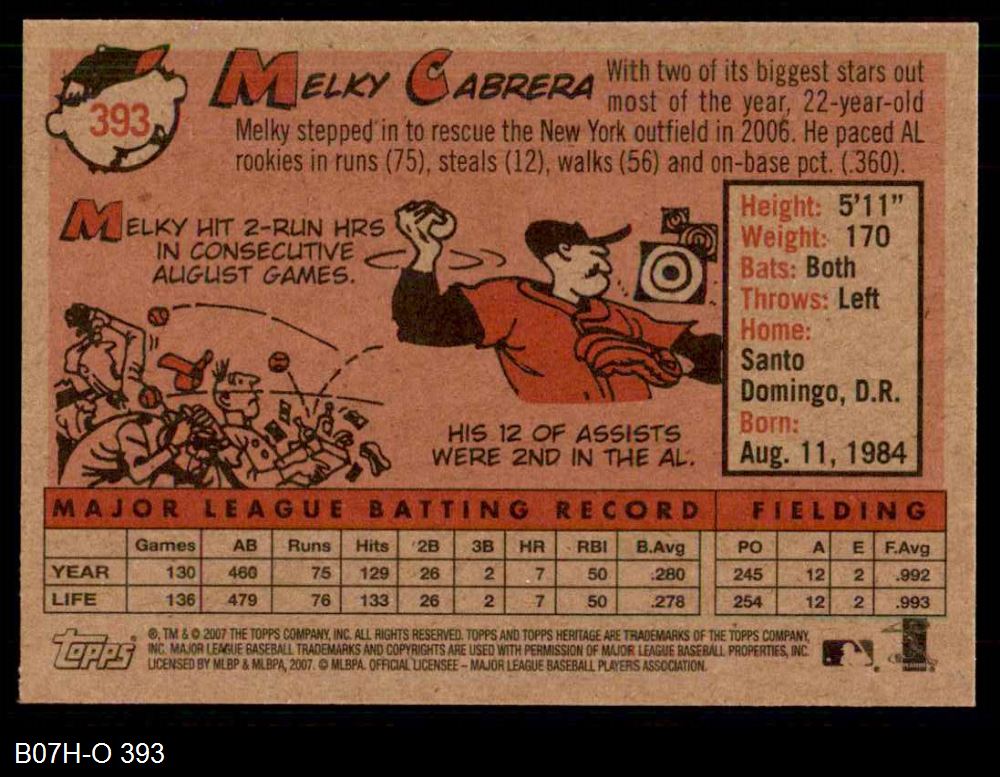 393
MELKY CABRERA
With two of its biggest stars out
most of the year, 22-year-old
Melky stepped in to rescue the New York outfield in 2006. He paced AL
rookies in runs (75), steals (12), walks (56) and on-base pct. (.360).
MELKY HIT 2-RUN HRS
IN CONSECUTIVE
AUGUST GAMES.
HIS 12 OF ASSISTS
WERE 2ND IN THE AL.
Height: 5'11"
Weight: 170
Bats: Both
Throws: Left
Home:
Santo
Domingo, D.R.
Born:
Aug. 11, 1984
MAJOR LEAGUE BATTING RECORD FIELDING
Games AB Runs Hits 2B 3B HR RBI B.Avg PO A E F.Avg
YEAR 130 460 75 129 26 2 7 50 .280 245 12 2 .992
LIFE 136 479 76 133 26 2 7 50 .278 254 12 2 .993
Topps
®, TM & © 2007 THE TOPPS COMPANY, INC. ALL RIGHTS RESERVED. TOPPS AND TOPPS HERITAGE ARE TRADEMARKS OF THE TOPPS COMPANY,
INC. MAJOR LEAGUE BASEBALL TRADEMARKS AND COPYRIGHTS ARE USED WITH PERMISSION OF MAJOR LEAGUE BASEBALL PROPERTIES, INC.
LICENSED BY MLBP & MLBPA, 2007. © MLBPA. OFFICIAL LICENSEE – MAJOR LEAGUE BASEBALL PLAYERS ASSOCIATION.
B07H-O 393